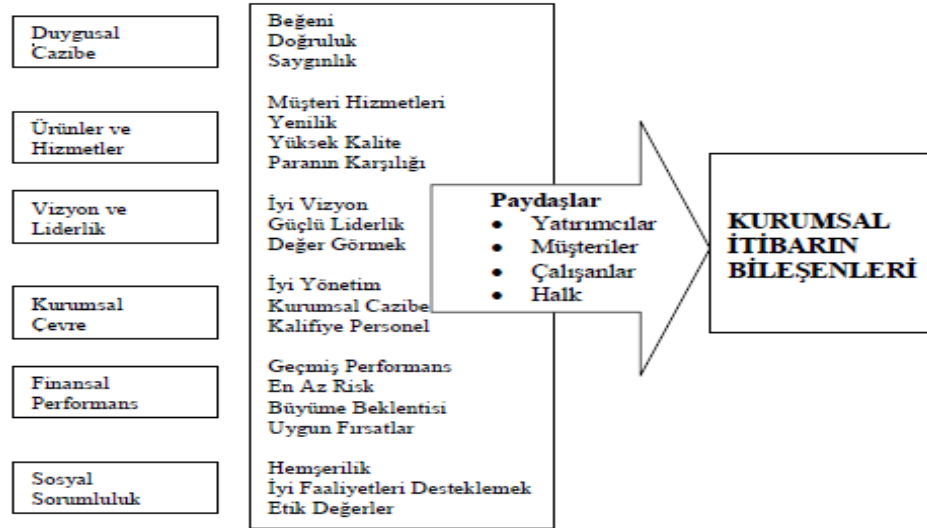 Duygusal
Cazibe
Ürünler ve
Hizmetler
Vizyon ve
Liderlik
Kurumsal
Çevre
Finansal
Performans
Sosyal
Sorumluluk
Beğeni
Doğruluk
Saygınlık
Müşteri Hizmetleri
Yenilik
Yüksek Kalite
Paranın Karşılığı
İyi Vizyon
Güçlü Liderlik
Değer Görmek
İyi Yönetim
Kurumsal Cazibe
Kalifiye Personel
Geçmiş Performans
En Az Risk
Büyüme Beklentisi
Uygun Fırsatlar
Hemşerilik
İyi Faaliyetleri Desteklemek
Etik Değerler
Paydaşlar
• Yatırımcılar
• Müşteriler
• Çalışanlar
• Halk
KURUMSAL
İTİBARIN
BİLEŞENLERİ